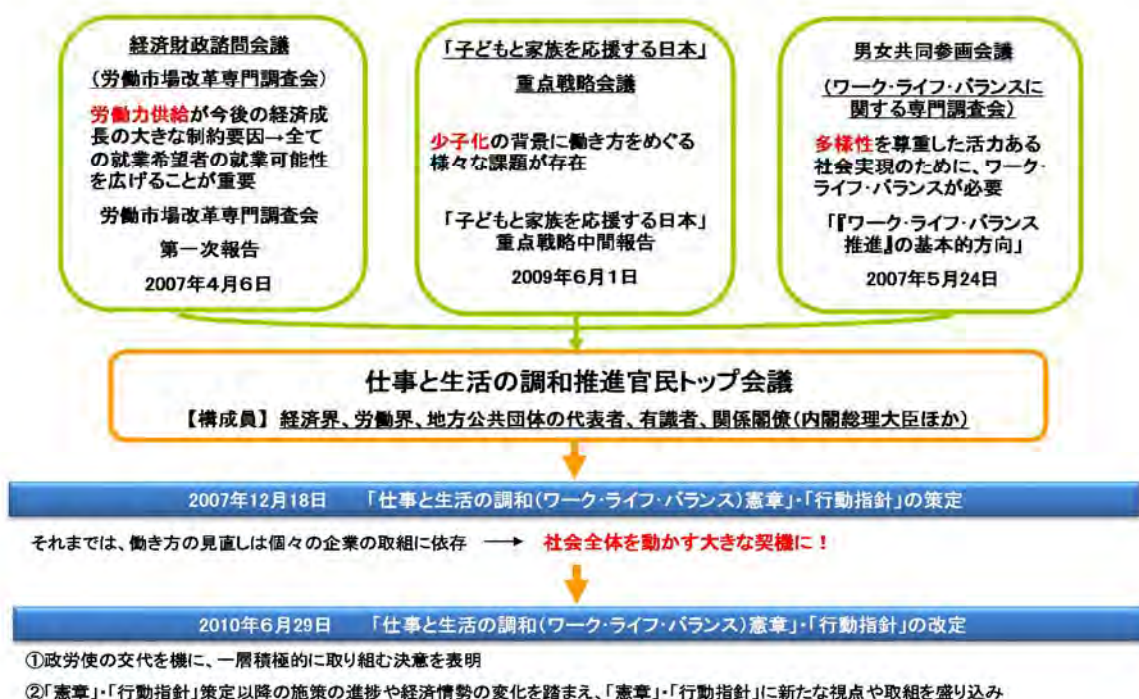 経済財政諮問会議
(労働市場改革専門調査会)
労働力供給が今後の経済成
長の大きな制約要因→全て
の就業希望者の就業可能性
を広げることが重要
労働市場改革専門調査会
第一次報告
2007年4月6日
「子どもと家族を応援する日本」
重点戦略会議
少子化の背景に働き方をめぐる
様々な課題が存在
「子どもと家族を応援する日本」
重点戦略中間報告
2009年6月1日
男女共同参画会議
(ワーク・ライフ・バランスに
関する専門調査会)
多様性を尊重した活力ある
社会実現のために、ワーク・
ライフ・バランスが必要
「『ワーク・ライフ・バランス
推進』の基本的方向」
2007年5月24日
仕事と生活の調和推進官民トップ会議
【構成員】 経済界、労働界、地方公共団体の代表者、有識者、関係閣僚(内閣総理大臣ほか)
2007年12月18日 「仕事と生活の調和(ワーク・ライフ・バランス)憲章」・「行動指針」の策定
それまでは、働き方の見直しは個々の企業の取組に依存 → 社会全体を動かす大きな契機に!
2010年6月29日 「仕事と生活の調和(ワーク・ライフ・バランス)憲章」・「行動指針」の改定
①政労使の交代を機に、一層積極的に取り組む決意を表明
②「憲章」・「行動指針」策定以降の施策の進捗や経済情勢の変化を踏まえ、「憲章」・「行動指針」に新たな視点や取組を盛り込み